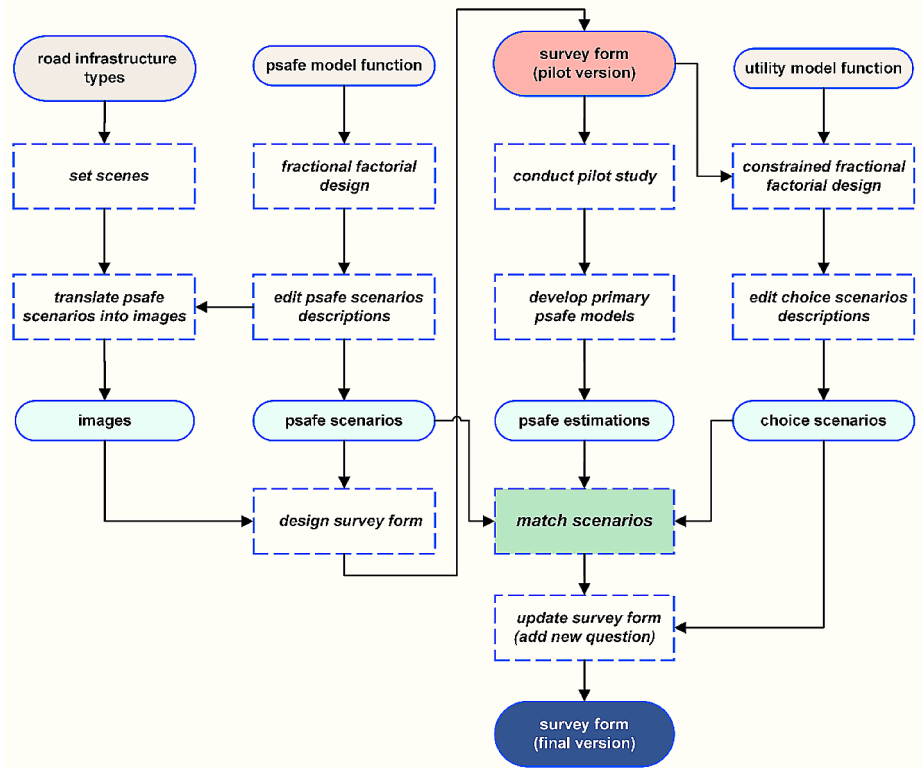 road infrastructure
types
psafe model function
survey form
(pilot version)
utility model function
set scenes
fractional factorial
design
conduct pilot study
constrained fractional
factorial design
translate psafe
scenarios into images
edit psafe scenarios
descriptions
develop primary
psafe models
edit choice scenarios
descriptions
images
psafe scenarios
psafe estimations
choice scenarios
design survey form
match scenarios
update survey form
(add new question)
survey form
(final version)